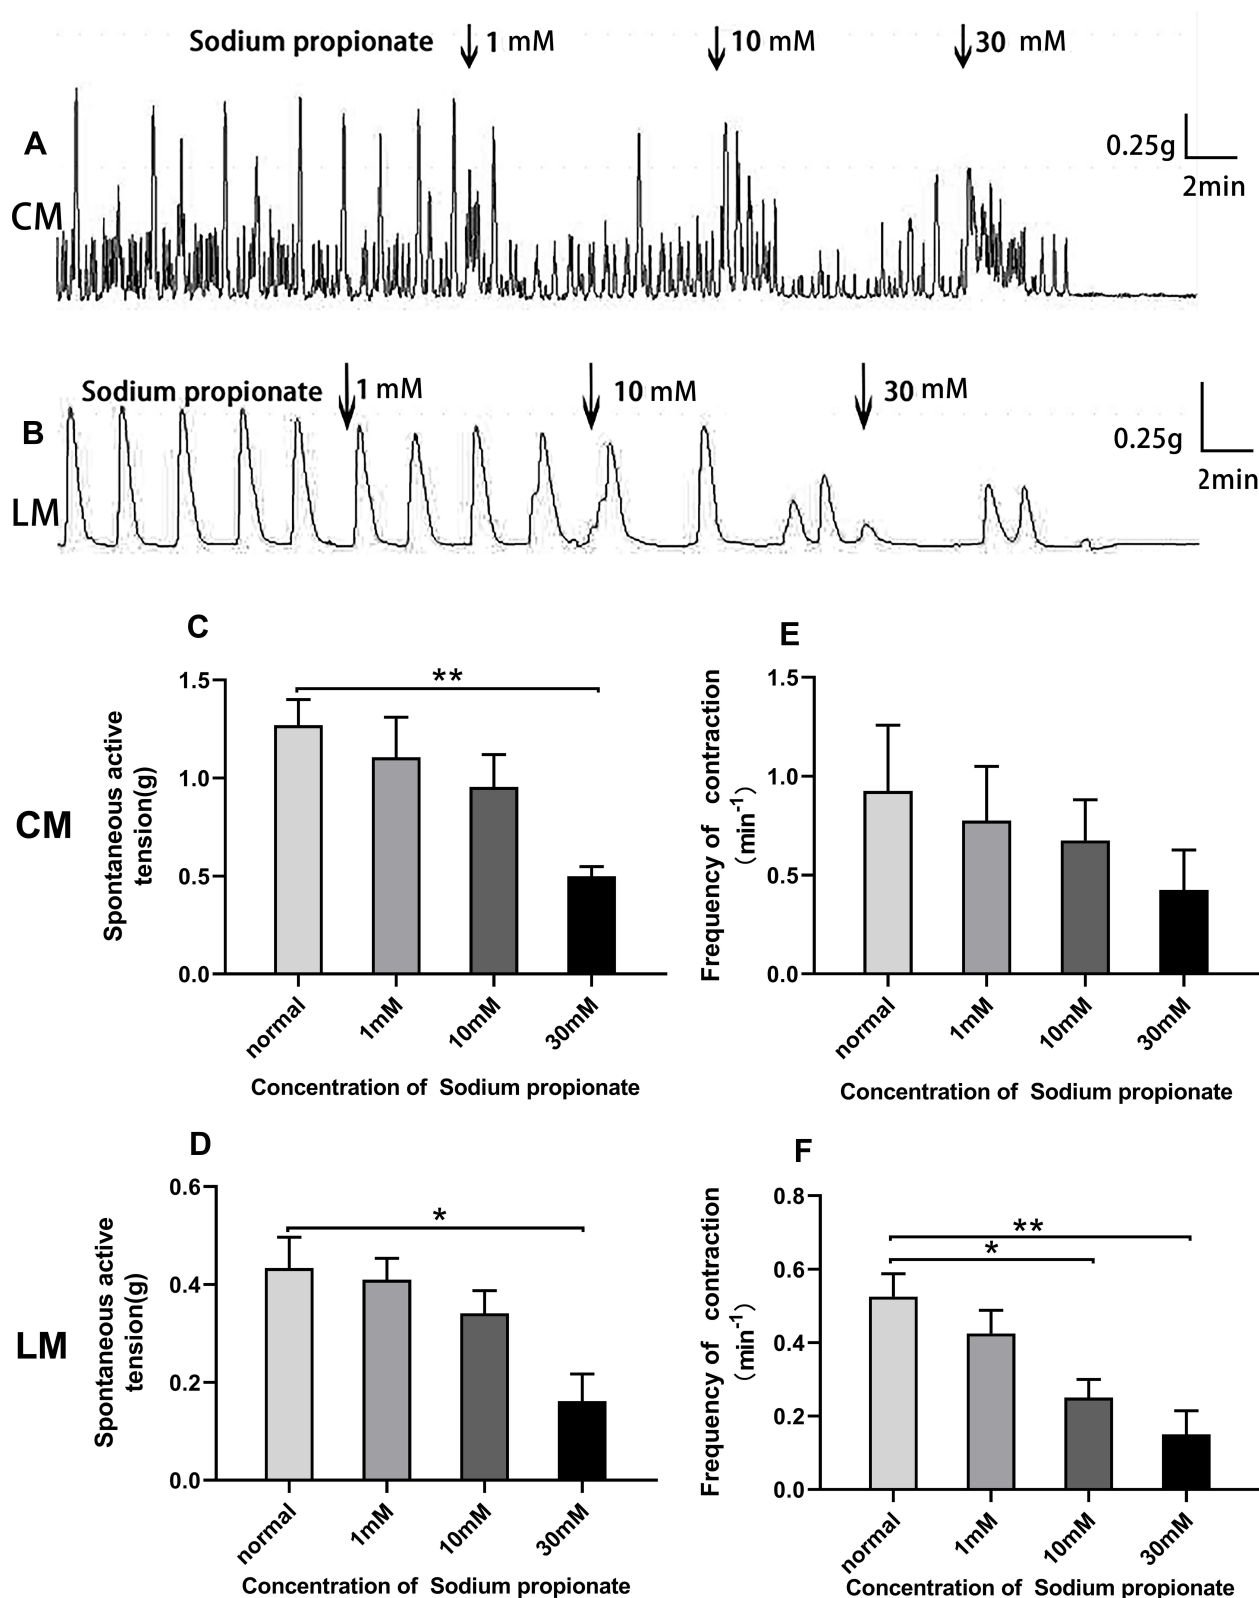 Sodium propionate 1 mM 10 mM 30 mM
A
0.25g
2min
CM
Sodium propionate 1 mM 10 mM 30 mM
B
0.25g
2min
LM
C
**
1.5
1.0
0.5
0.0
Spontaneous active
tension(g)
CM
normal 1mM 10mM 30mM
Concentration of Sodium propionate
E
1.5
1.0
0.5
0.0
Frequency of contraction
(min-1)
normal 1mM 10mM 30mM
Concentration of Sodium propionate
D
*
0.6
0.4
0.2
0.0
Spontaneous active
tension(g)
LM
normal 1mM 10mM 30mM
Concentration of Sodium propionate
F
**
*
0.8
0.6
0.4
0.2
0.0
Frequency of contraction
(min-1)
normal 1mM 10mM 30mM
Concentration of Sodium propionate